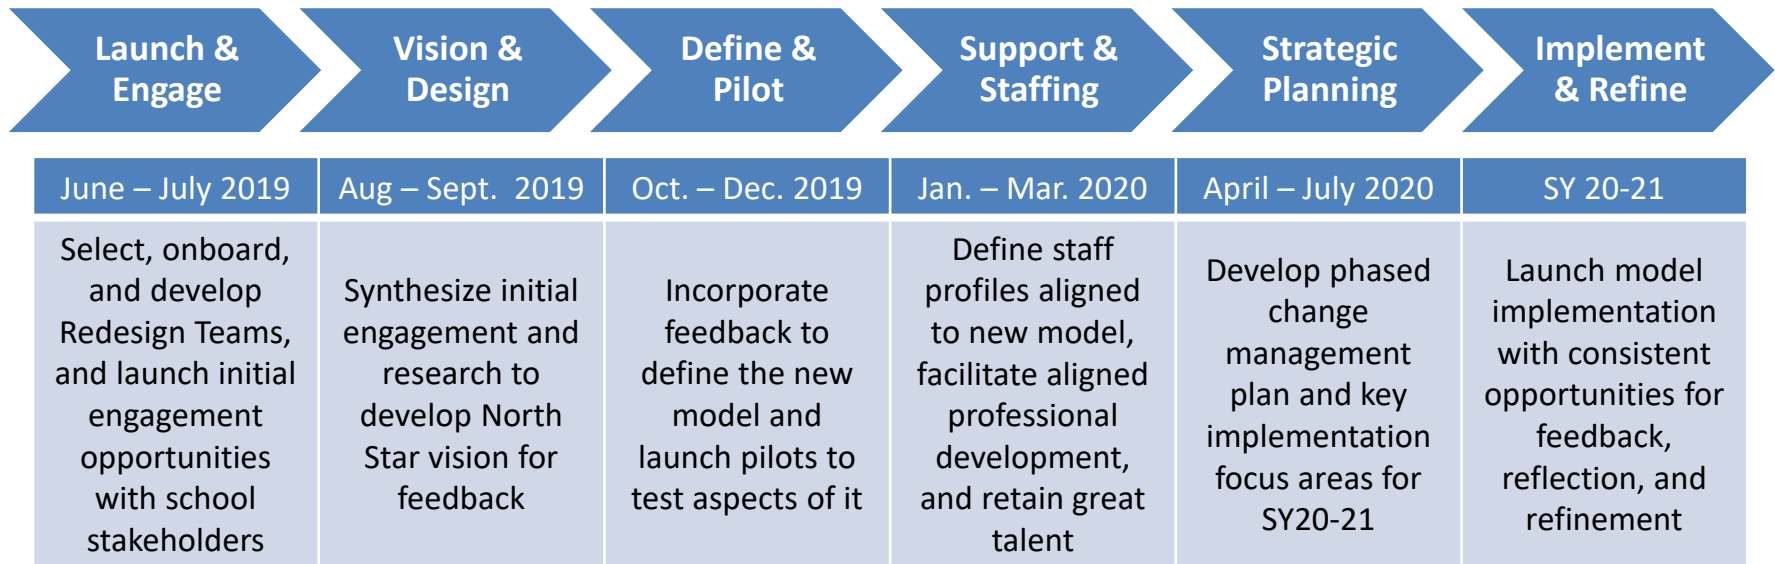 Launch &
Engage
Vision &
Design
Define &
Pilot
Support &
Staffing
Strategic
Planning
Implement
& Refine
June – July 2019
Aug – Sept. 2019
Oct. – Dec. 2019
Jan. – Mar. 2020
April – July 2020
SY 20-21
Select, onboard,
and develop
Redesign Teams,
and launch initial
engagement
opportunities
with school
stakeholders
Synthesize initial
engagement and
research to
develop North
Star vision for
feedback
Incorporate
feedback to
define the new
model and
launch pilots to
test aspects of it
Define staff
profiles aligned
to new model,
facilitate aligned
professional
development,
and retain great
talent
Develop phased
change
management
plan and key
implementation
focus areas for
SY20-21
Launch model
implementation
with consistent
opportunities for
feedback,
reflection, and
refinement